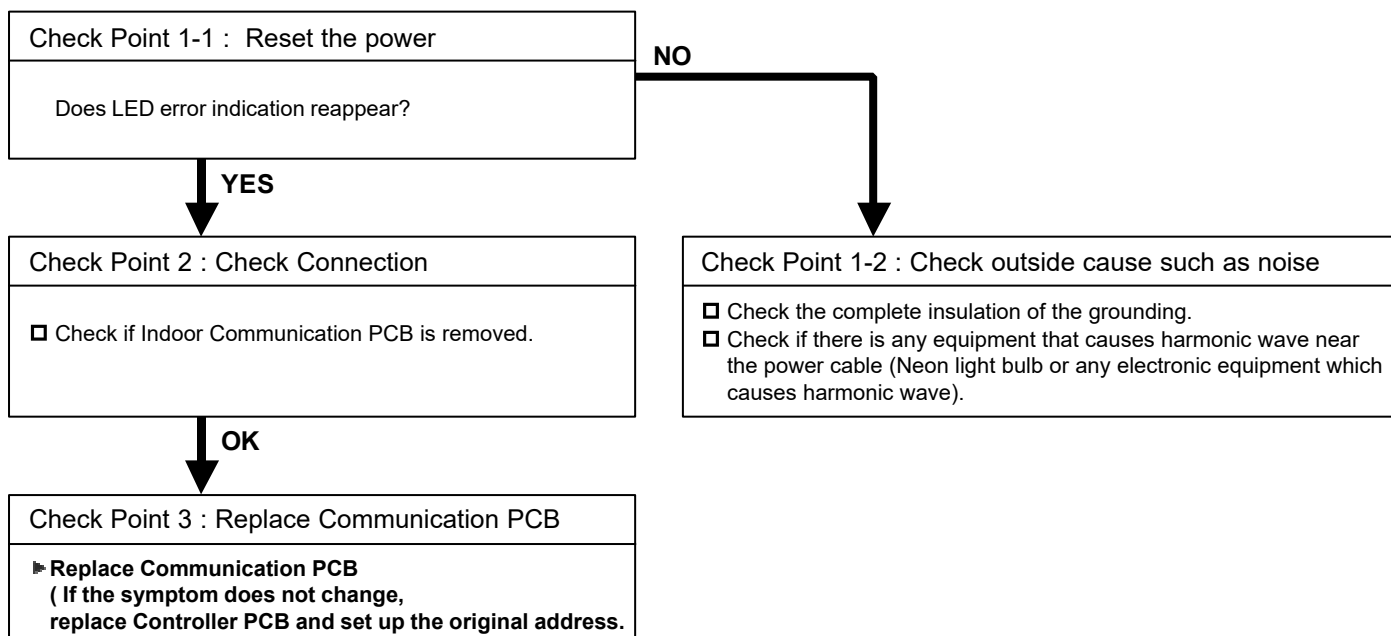 Check Point 1-1 :  Reset the power
Does LED error indication reappear?
NO
YES
Check Point 2 : Check Connection
Check if Indoor Communication PCB is removed.
Check Point 1-2 : Check outside cause such as noise
Check the complete insulation of the grounding.
Check if there is any equipment that causes harmonic wave near
the power cable (Neon light bulb or any electronic equipment which
causes harmonic wave).
OK
Check Point 3 : Replace Communication PCB
Replace Communication PCB
( If the symptom does not change,
replace Controller PCB and set up the original address.